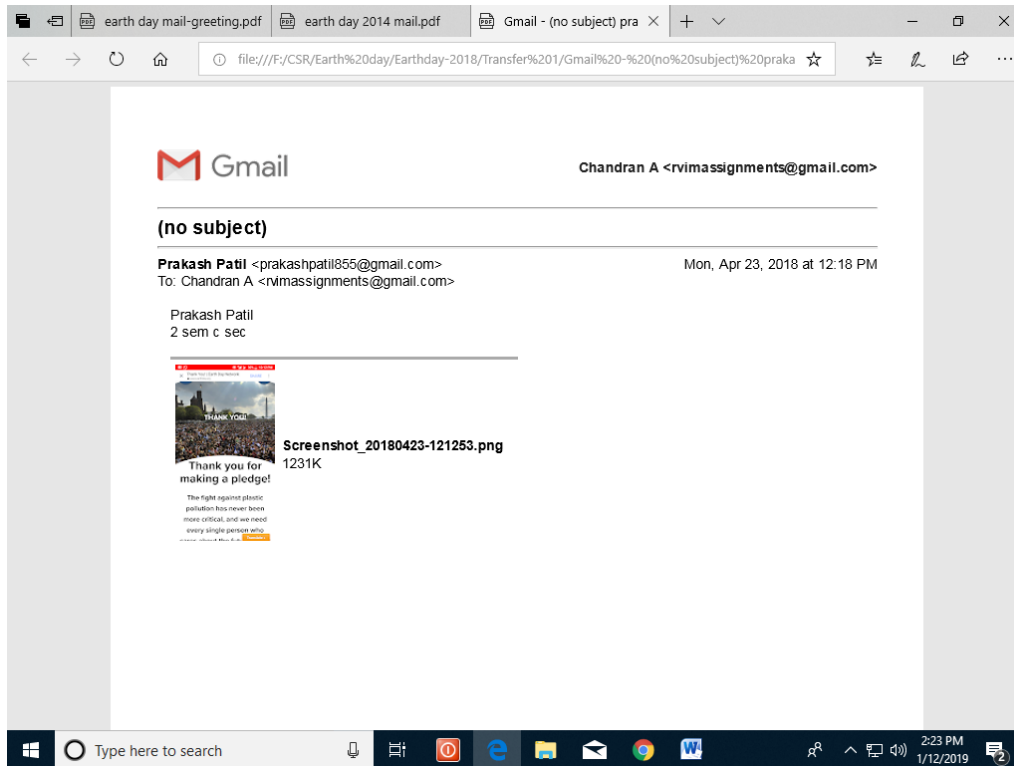 earth day mail-greeting.pdf
earth day 2014 mail.pdf
Gmail - (no subject) pra
file:///F:/CSR/Earth%20day/Earthday-2018/Transfer%201/Gmail%20-%20(no%20subject)%20praka
Gmail
Chandran A <rvimassignments@gmail.com>
(no subject)
Prakash Patil <prakashpatil855@gmail.com>
Mon, Apr 23, 2018 at 12:18 PM
To: Chandran A <rvimassignments@gmail.com>
Prakash Patil
2 sem c sec
THANK YOU!
Thank you for
making a pledge!
The fight against plastic
pollution has never been
more critical, and we need
every single person who
Screenshot_20180423-121253.png
1231K
Type here to search
2:23 PM
1/12/2019
2